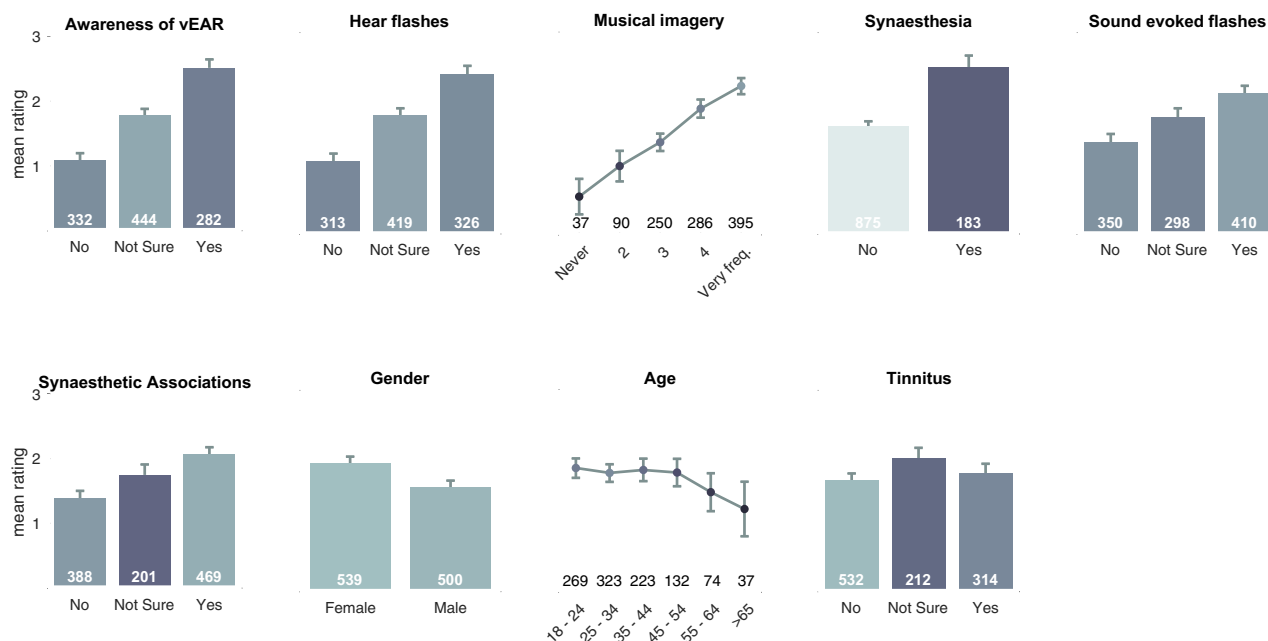 Awareness of vEAR
Hear flashes
Musical imagery
Synaesthesia
Sound evoked flashes
mean rating
3
2
1
332 444 282
No Not Sure Yes
313 419 326
No Not Sure Yes
37 90 250 286 395
Never 2 3 4 Very freq.
875 183
No Yes
350 298 410
No Not Sure Yes
Synaesthetic Associations
Gender
Age
Tinnitus
mean rating
3
2
1
388 201 469
No Not Sure Yes
539 500
Female Male
269 323 223 132 74 37
18 - 24 25 - 34 35 - 44 45 - 54 55 - 64 >65
532 212 314
No Not Sure Yes